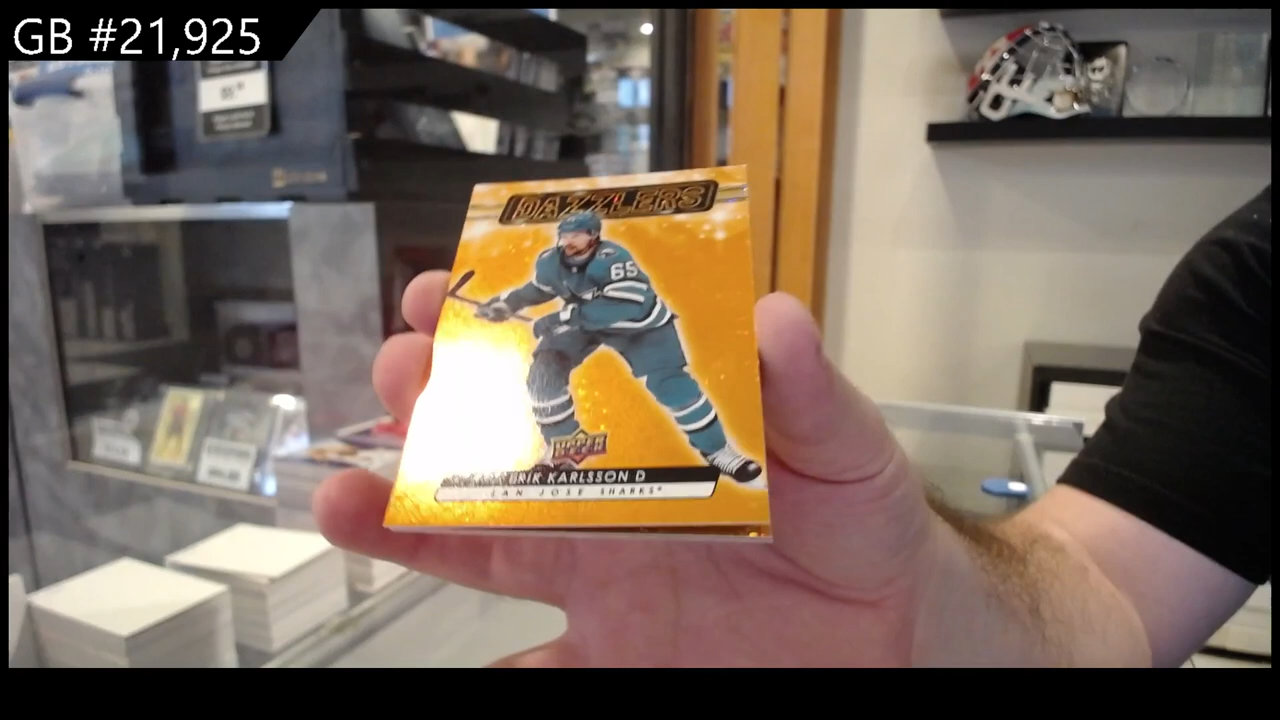 GB #21,925
DAZZLERS
65
UPPER DECK
ERIK KARLSSON D
SAN JOSE SHARKS